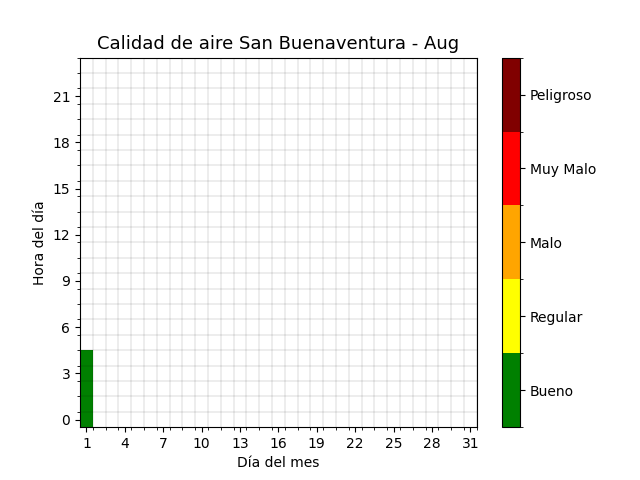 Calidad de aire San Buenaventura - Aug
21
18
15
12
9
6
3
0
Hora del día
1 4 7 10 13 16 19 22 25 28 31
Día del mes
Peligroso
Muy Malo
Malo
Regular
Bueno